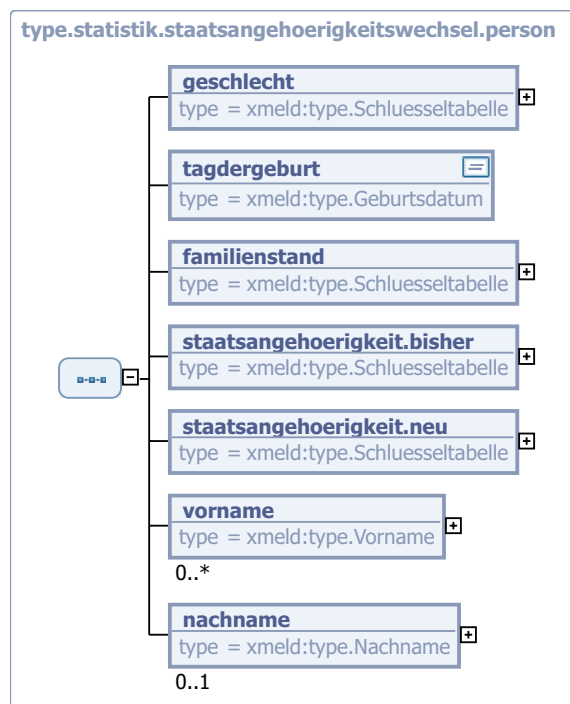 type.statistik.staatsangehoerigkeitswechsel.person
geschlecht
type = xmeld:type.Schluesseltabelle
tagdergeburt
type = xmeld:type.Geburtsdatum
familienstand
type = xmeld:type.Schluesseltabelle
staatsangehoerigkeit.bisher
type = xmeld:type.Schluesseltabelle
staatsangehoerigkeit.neu
type = xmeld:type.Schluesseltabelle
vorname
type = xmeld:type.Vorname
0..*
nachname
type = xmeld:type.Nachname
0..1